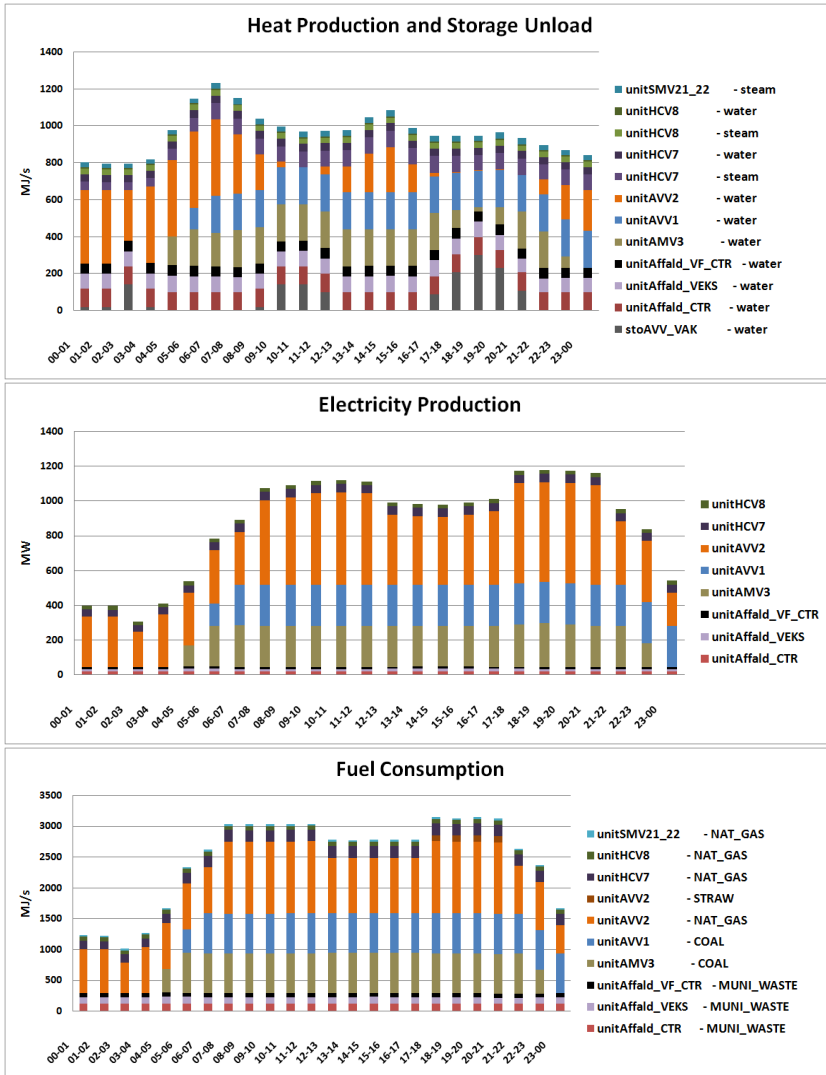 Heat Production and Storage Unload
1400
1200
1000
800
600
400
200
0
MJ/s
00-01
01-02
02-03
03-04
04-05
05-06
06-07
07-08
08-09
09-10
10-11
11-12
12-13
13-14
14-15
15-16
16-17
17-18
18-19
19-20
20-21
21-22
22-23
23-00
unitSMV21_22 - steam
unitHCV8 - water
unitHCV8 - steam
unitHCV7 - water
unitHCV7 - steam
unitAVV2 - water
unitAVV1 - water
unitAMV3 - water
unitAffald_VF_CTR - water
unitAffald_VEKS - water
unitAffald_CTR - water
stoAVV_VAK - water
Electricity Production
1400
1200
1000
800
600
400
200
0
MW
00-01
01-02
02-03
03-04
04-05
05-06
06-07
07-08
08-09
09-10
10-11
11-12
12-13
13-14
14-15
15-16
16-17
17-18
18-19
19-20
20-21
21-22
22-23
23-00
unitHCV8
unitHCV7
unitAVV2
unitAVV1
unitAMV3
unitAffald_VF_CTR
unitAffald_VEKS
unitAffald_CTR
Fuel Consumption
3500
3000
2500
2000
1500
1000
500
0
MJ/s
00-01
01-02
02-03
03-04
04-05
05-06
06-07
07-08
08-09
09-10
10-11
11-12
12-13
13-14
14-15
15-16
16-17
17-18
18-19
19-20
20-21
21-22
22-23
23-00
unitSMV21_22 - NAT_GAS
unitHCV8 - NAT_GAS
unitHCV7 - NAT_GAS
unitAVV2 - STRAW
unitAVV2 - NAT_GAS
unitAVV1 - COAL
unitAMV3 - COAL
unitAffald_VF_CTR - MUNI_WASTE
unitAffald_VEKS - MUNI_WASTE
unitAffald_CTR - MUNI_WASTE